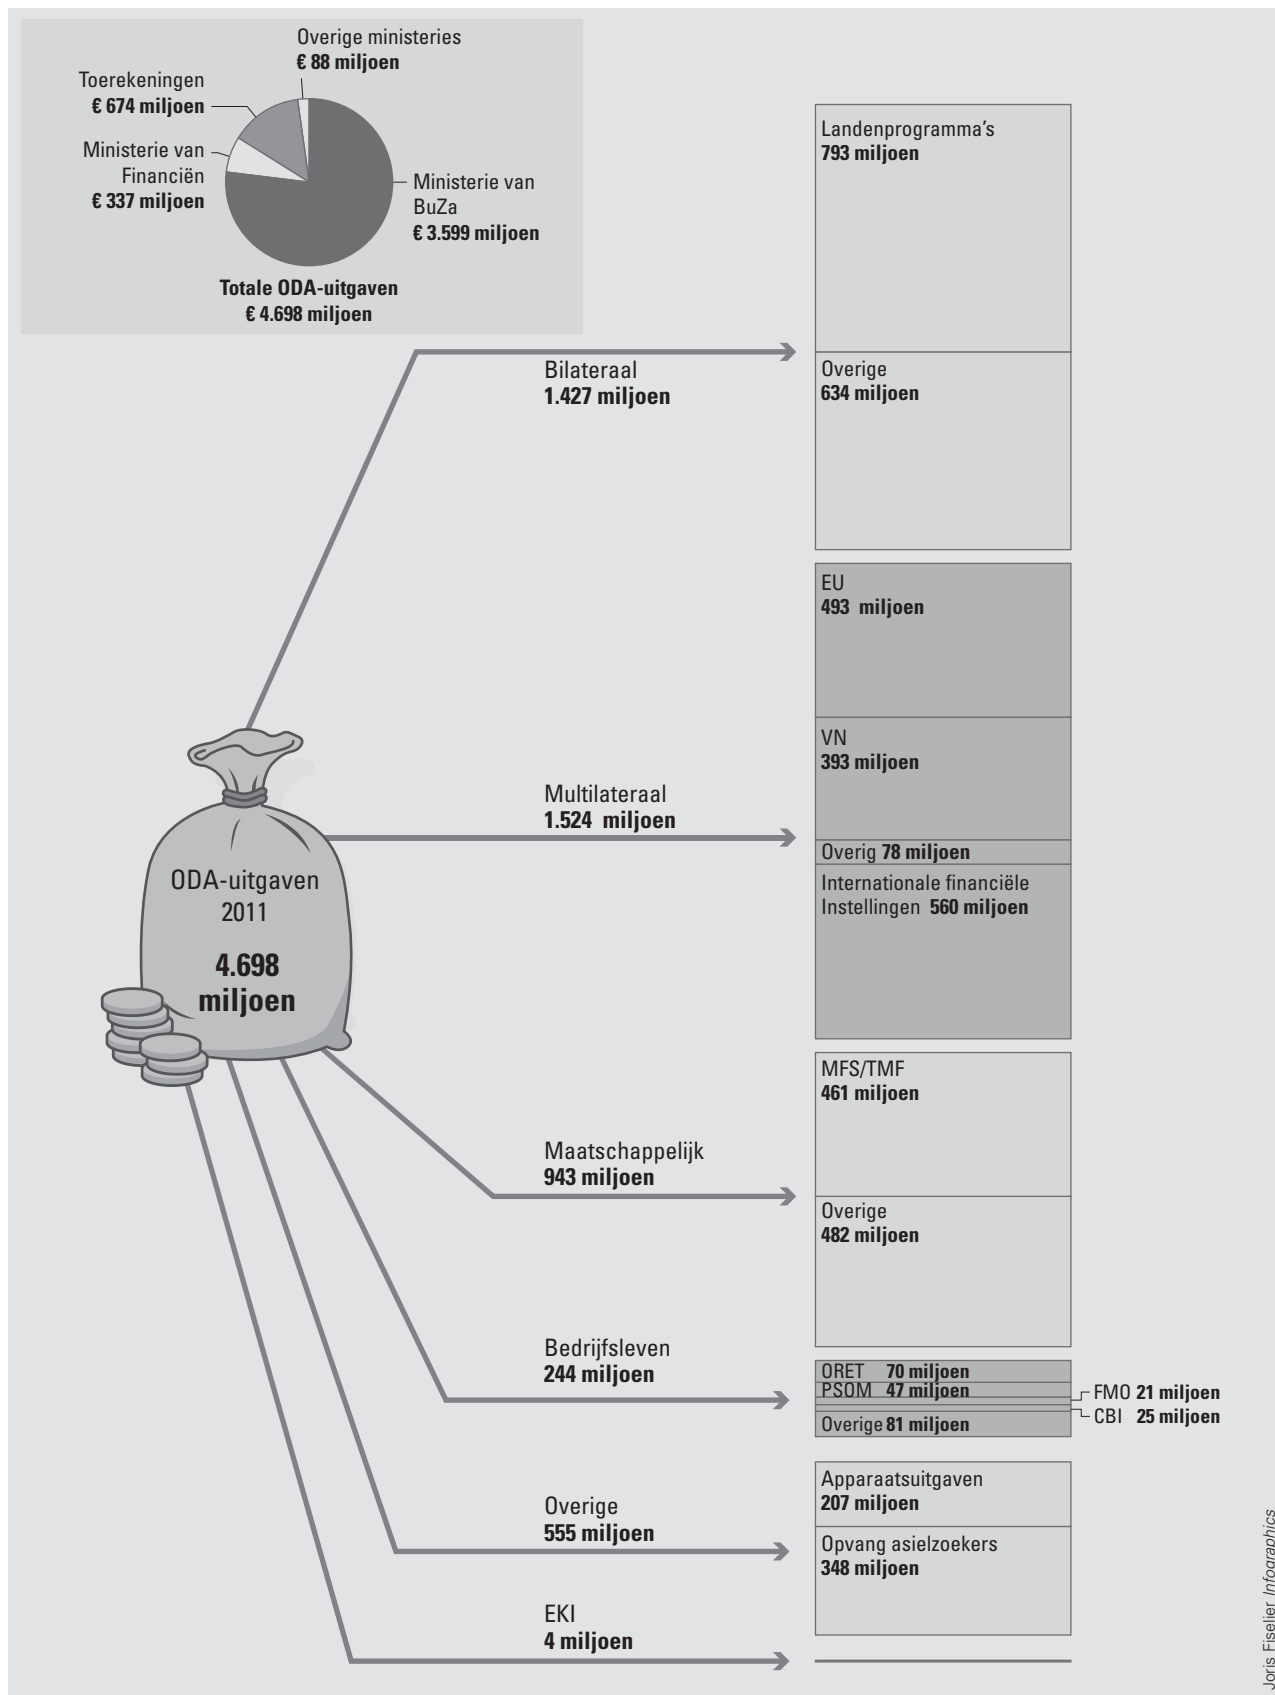 Overige ministeries
€ 88 miljoen
Toerekeningen
€ 674 miljoen
Ministerie van
Financiën
€ 337 miljoen
Ministerie van
BuZa
€ 3.599 miljoen
Totale ODA-uitgaven
€ 4.698 miljoen
Landenprogramma's
793 miljoen
Bilateraal
1.427 miljoen
Overige
634 miljoen
EU
493 miljoen
VN
393 miljoen
Multilateraal
1.524 miljoen
Overig 78 miljoen
Internationale financiële
Instellingen 560 miljoen
ODA-uitgaven
2011
4.698
miljoen
MFS/TMF
461 miljoen
Maatschappelijk
943 miljoen
Overige
482 miljoen
Bedrijfsleven
244 miljoen
ORET 70 miljoen
PSOM 47 miljoen
FMO 21 miljoen
CBI 25 miljoen
Overige 81 miljoen
Apparaatsuitgaven
207 miljoen
Overige
555 miljoen
Opvang asielzoekers
348 miljoen
EKI
4 miljoen
Joris Fiselier Infographics